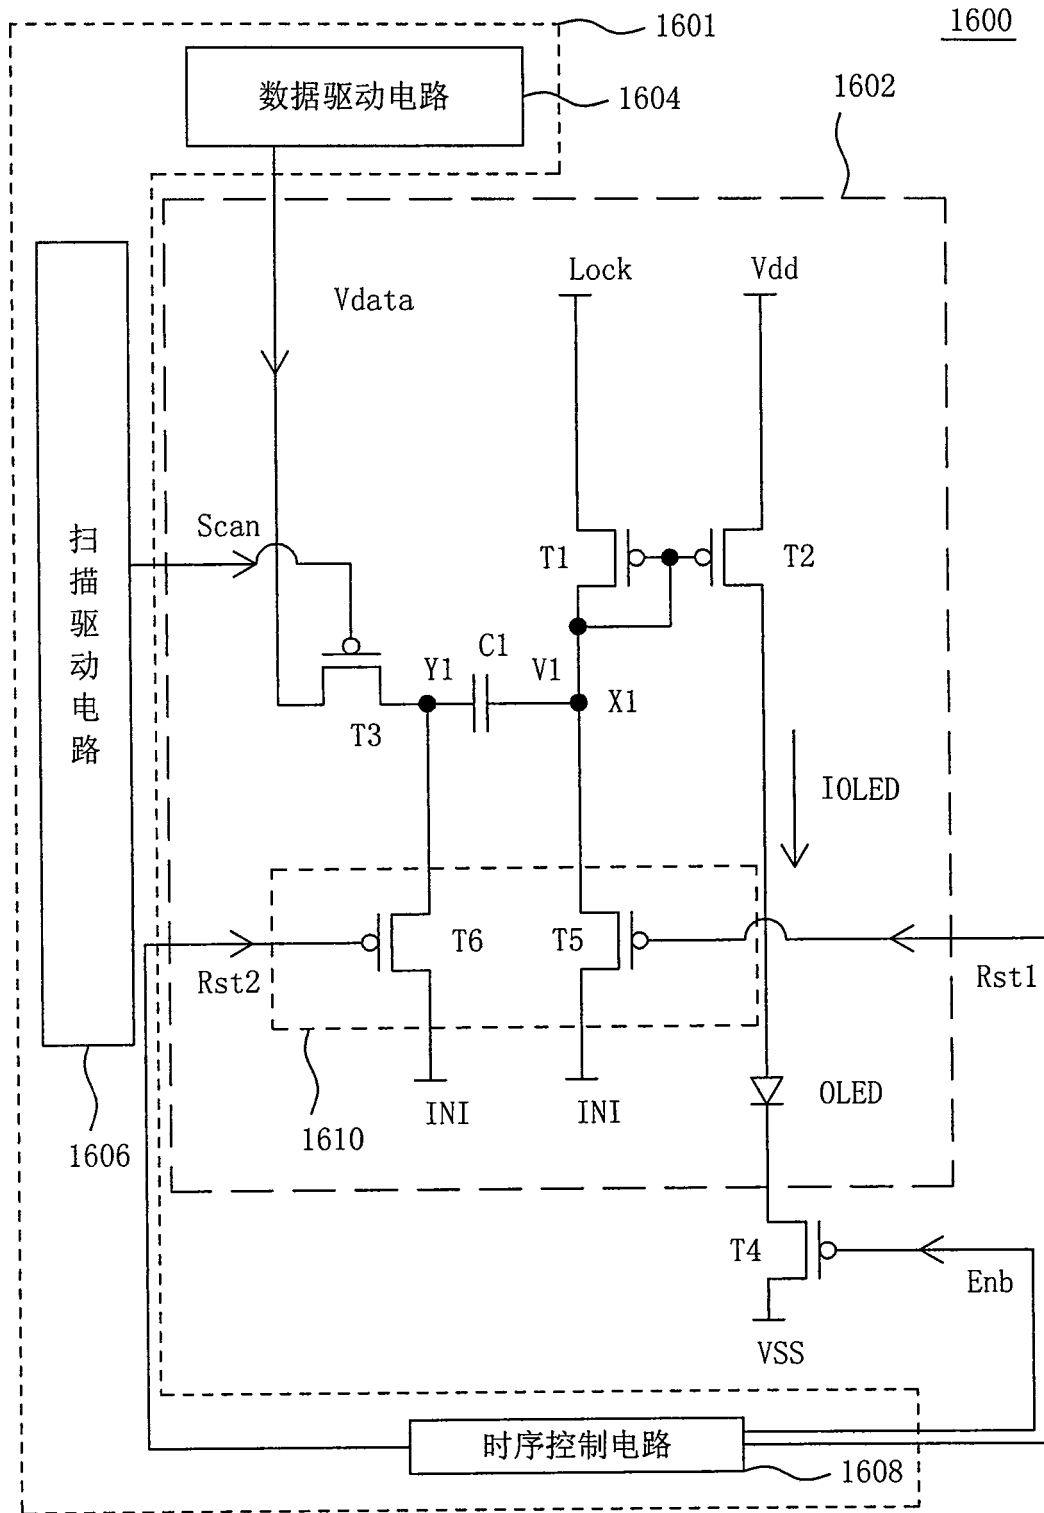 1600
1601
数据驱动电路
1604
1602
Lock
Vdd
Vdata
Scan
T1
T2
扫描驱动电路
Y1
C1
V1
X1
T3
IOLED
T6
T5
Rst2
Rst1
INI
INI
OLED
1610
1606
T4
Enb
VSS
时序控制电路
1608